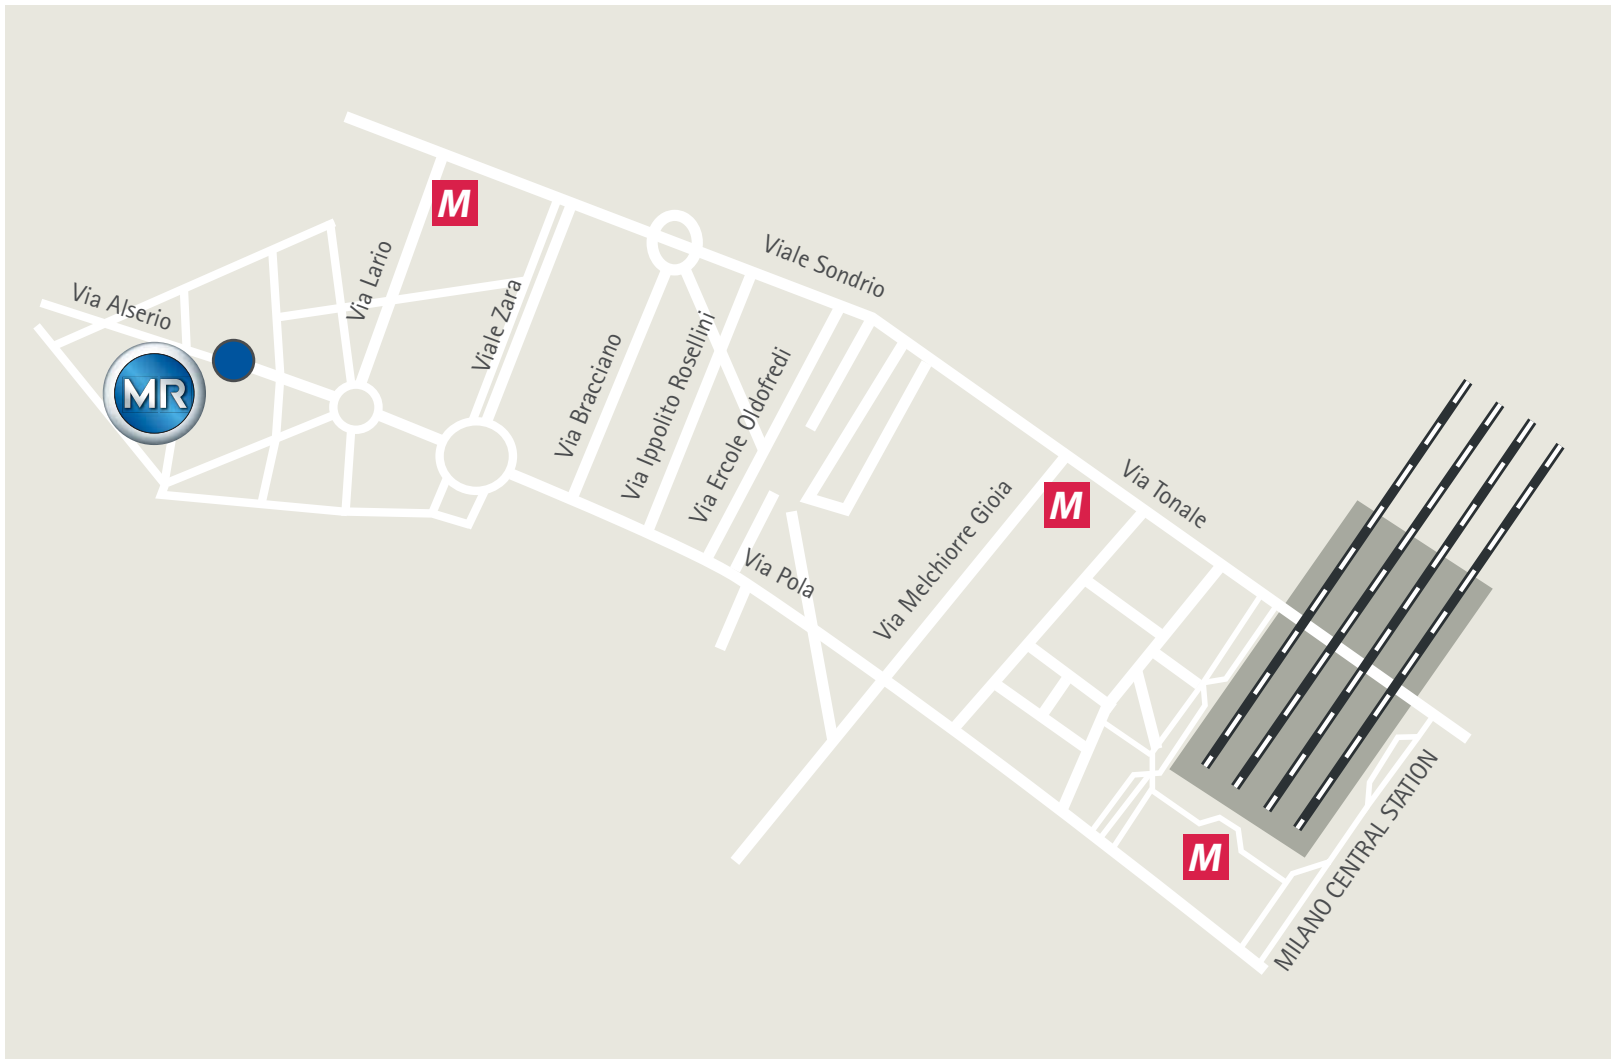 M
Viale Sondrio
Via Lario
Via Alserio
Viale Zara
Via Bracciano
Via Ippolito Rosellini
Via Ercole Oldofredi
MR
Via Tonale
M
Via Melchiorre Gioia
Via Pola
MILANO CENTRAL STATION
M